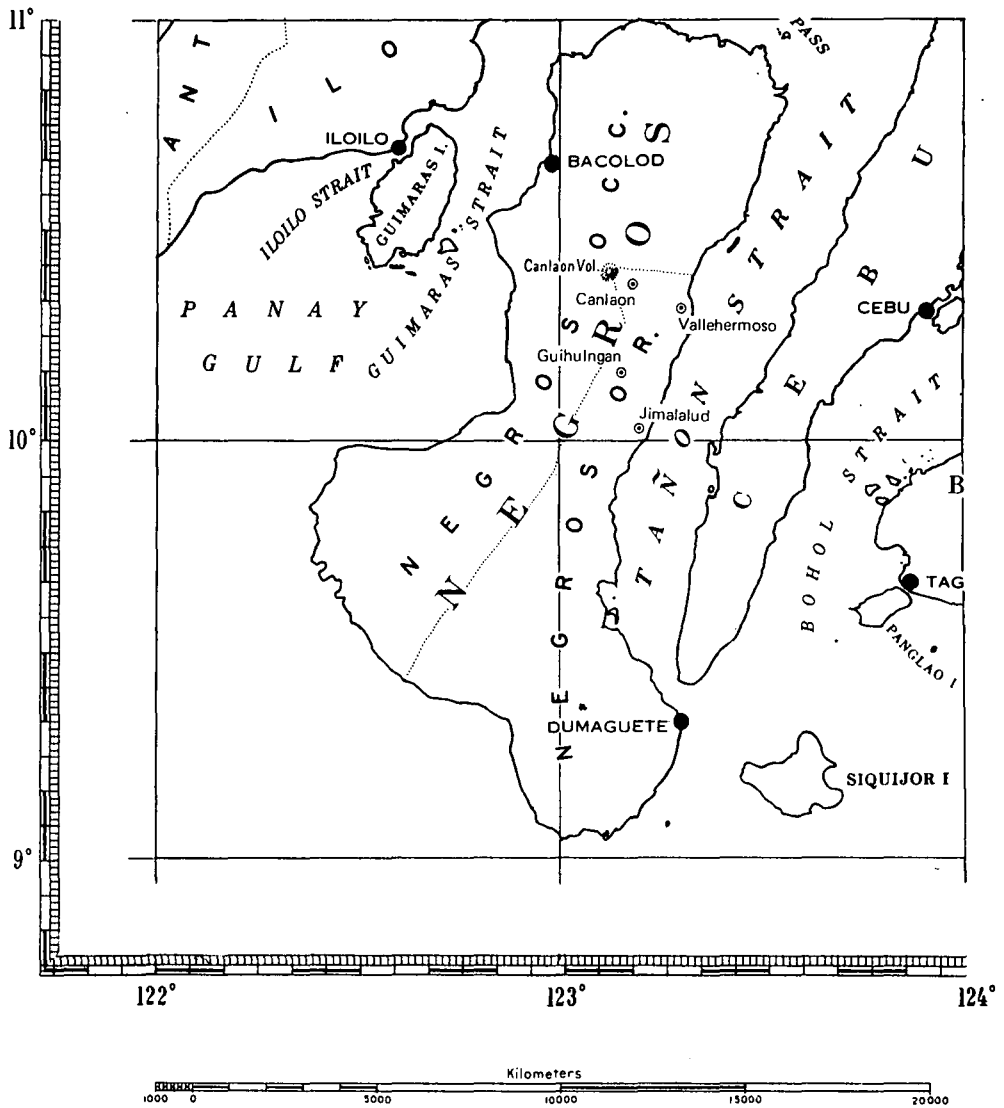 11°
PASS
ANT
ILO
ILOILO
ILOILO STRAIT
GUIMARAS I.
GUIMARAS STRAIT
BACOLOD
PANAY
GULF
NEGROS OCC.
NEGROS
Canlaon Vol.
Canlaon
Vallehermoso
Guihulngan
Jimalalud
NEGROS OR.
TAÑON STRAIT
CEBU
CEBU
BOHOL STRAIT
10°
B
TAG
PANGLAO I
DUMAGUETE
SIQUIJOR I
9°
122°
123°
124°
Kilometers
1000 0 5000 10000 15000 20000